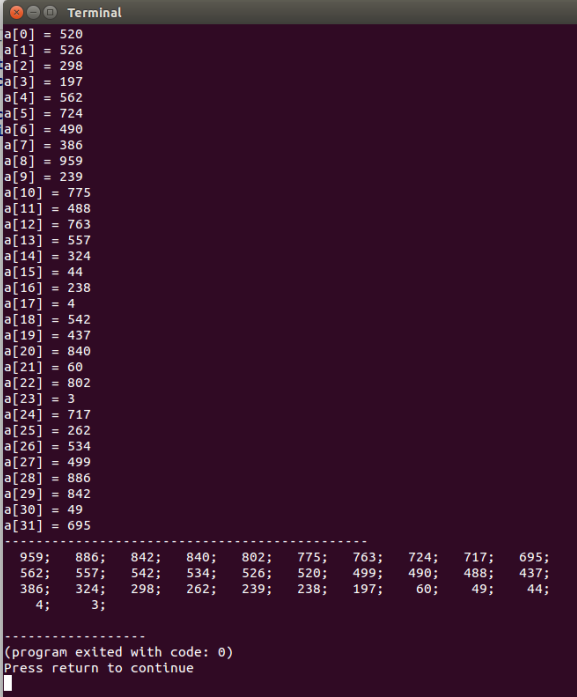 Terminal
a[0] = 520
a[1] = 526
a[2] = 298
a[3] = 197
a[4] = 562
a[5] = 724
a[6] = 490
a[7] = 386
a[8] = 959
a[9] = 239
a[10] = 775
a[11] = 488
a[12] = 763
a[13] = 557
a[14] = 324
a[15] = 44
a[16] = 238
a[17] = 4
a[18] = 542
a[19] = 437
a[20] = 840
a[21] = 60
a[22] = 802
a[23] = 3
a[24] = 717
a[25] = 262
a[26] = 534
a[27] = 499
a[28] = 886
a[29] = 842
a[30] = 49
a[31] = 695
----------------------------------------------
959; 886; 842; 840; 802; 775; 763; 724; 717; 695;
562; 557; 542; 534; 526; 520; 499; 490; 488; 437;
386; 324; 298; 262; 239; 238; 197; 60; 49; 44;
4; 3;
------------------
(program exited with code: 0)
Press return to continue